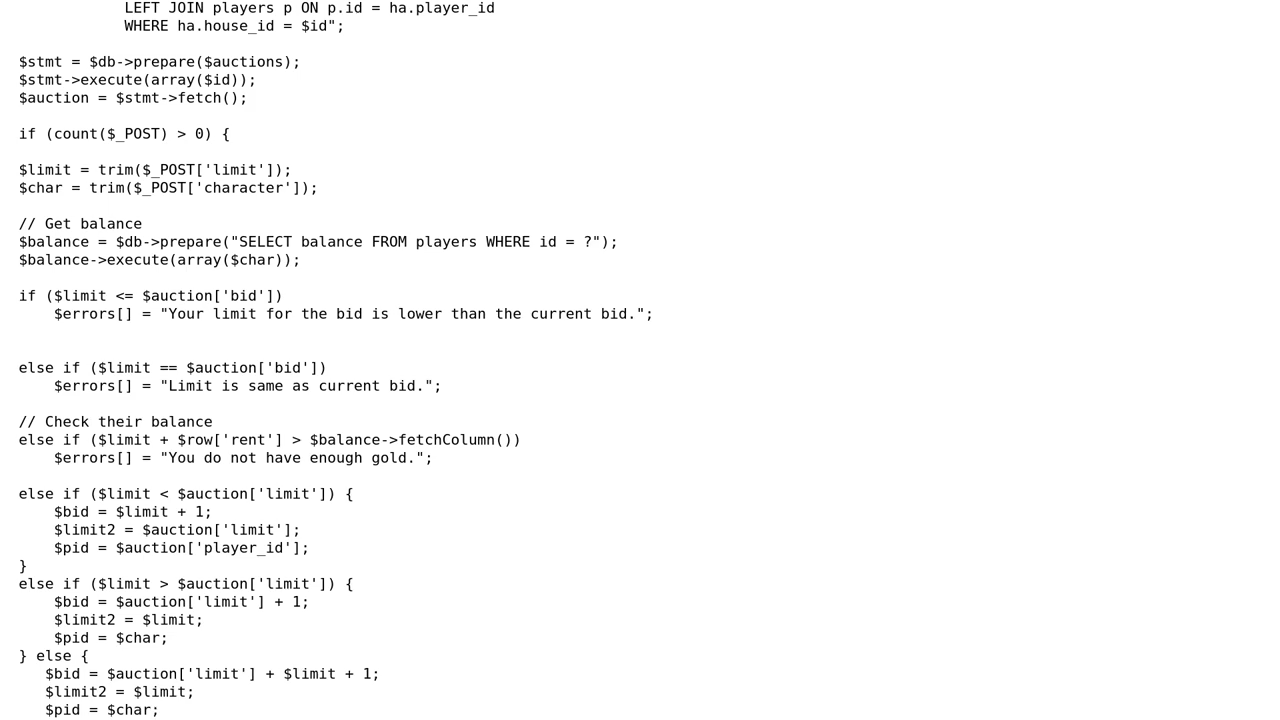 LEFT JOIN players p ON p.id = ha.player_id
WHERE ha.house_id = $id";
$stmt = $db->prepare($auctions);
$stmt->execute(array($id));
$auction = $stmt->fetch();
if (count($_POST) > 0) {
$limit = trim($_POST['limit']);
$char = trim($_POST['character']);
// Get balance
$balance = $db->prepare("SELECT balance FROM players WHERE id = ?");
$balance->execute(array($char));
if ($limit <= $auction['bid'])
$errors[] = "Your limit for the bid is lower than the current bid.";
else if ($limit == $auction['bid'])
$errors[] = "Limit is same as current bid.";
// Check their balance
else if ($limit + $row['rent'] > $balance->fetchColumn())
$errors[] = "You do not have enough gold.";
else if ($limit < $auction['limit']) {
$bid = $limit + 1;
$limit2 = $auction['limit'];
$pid = $auction['player_id'];
}
else if ($limit > $auction['limit']) {
$bid = $auction['limit'] + 1;
$limit2 = $limit;
$pid = $char;
} else {
$bid = $auction['limit'] + $limit + 1;
$limit2 = $limit;
$pid = $char;